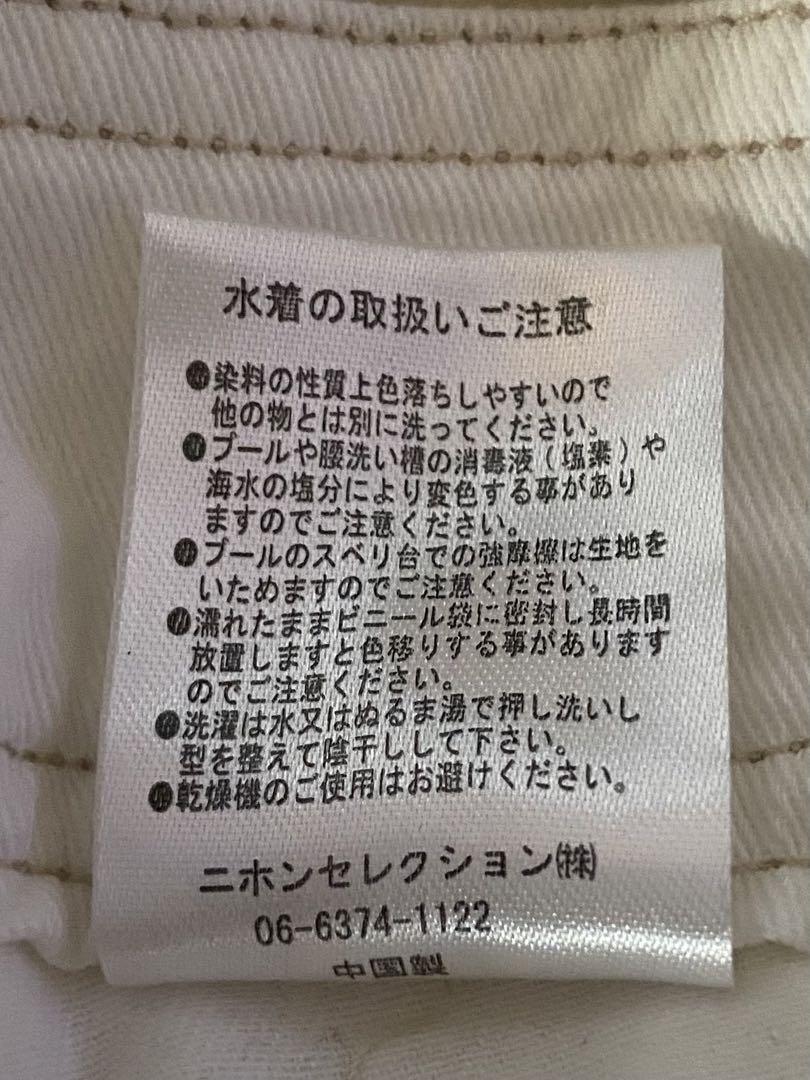 水着の取扱いご注意
●染料の性質上色落ちしやすいので
他の物とは別に洗ってください。
●プールや腰洗い槽の消毒液(塩素)や
海水の塩分により変色する事があり
ますのでご注意ください。
●プールのスベリ台での強摩擦は生地を
いためますのでご注意ください。
●濡れたままビニール袋に密封し長時間
放置しますと色移りする事があります
のでご注意ください。
●洗濯は水又はぬるま湯で押し洗いし
型を整えて陰干しして下さい。
●乾燥機のご使用はお避けください。
ニホンセレクション㈱
06-6374-1122
中国製